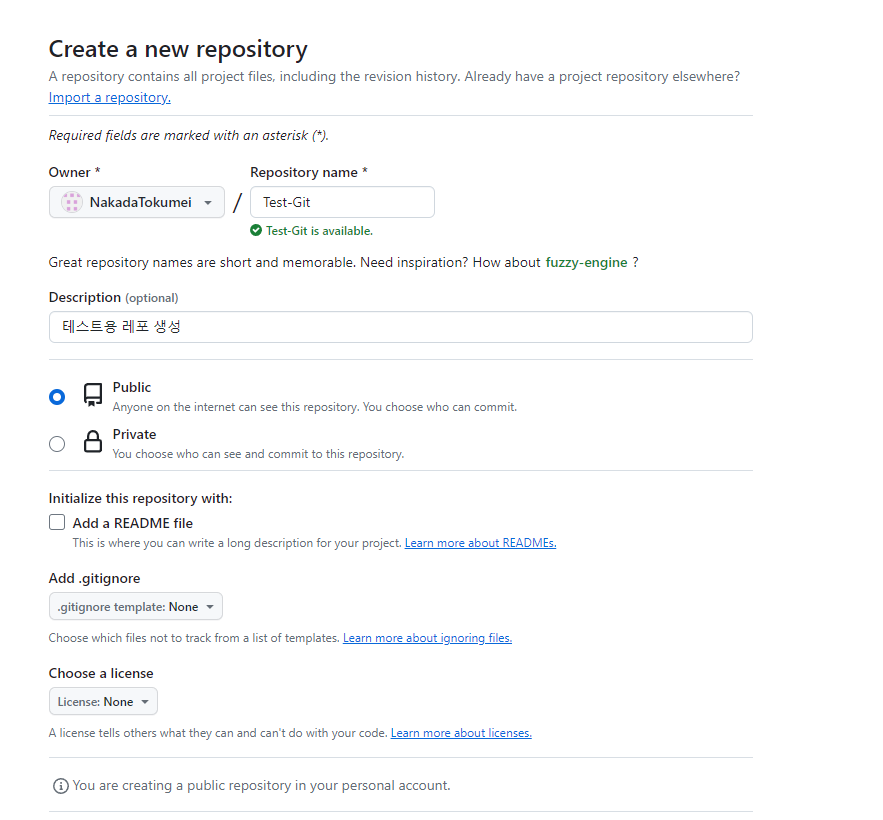 Create a new repository
A repository contains all project files, including the revision history. Already have a project repository elsewhere?
Import a repository.
Required fields are marked with an asterisk (*).
Owner * Repository name *
NakadaTokumei / Test-Git
Test-Git is available.
Great repository names are short and memorable. Need inspiration? How about fuzzy-engine ?
Description (optional)
테스트용 레포 생성
Public
Anyone on the internet can see this repository. You choose who can commit.
Private
You choose who can see and commit to this repository.
Initialize this repository with:
Add a README file
This is where you can write a long description for your project. Learn more about READMEs.
Add .gitignore
.gitignore template: None
Choose which files not to track from a list of templates. Learn more about ignoring files.
Choose a license
License: None
A license tells others what they can and can't do with your code. Learn more about licenses.
You are creating a public repository in your personal account.